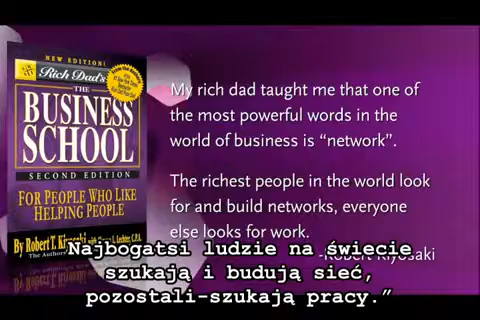 NEW EDITION!
Rich Dad's
THE
BUSINESS
SCHOOL
SECOND EDITION
FOR PEOPLE WHO LIKE
HELPING PEOPLE
By Robert T. Kiyosaki
My rich dad taught me that one of
the most powerful words in the
world of business is “network”.
The richest people in the world look
for and build networks, everyone
else looks for work.
-Robert Kiyosaki
Najbogatsi ludzie na świecie
szukają i budują sieć,
pozostali-szukają pracy.”